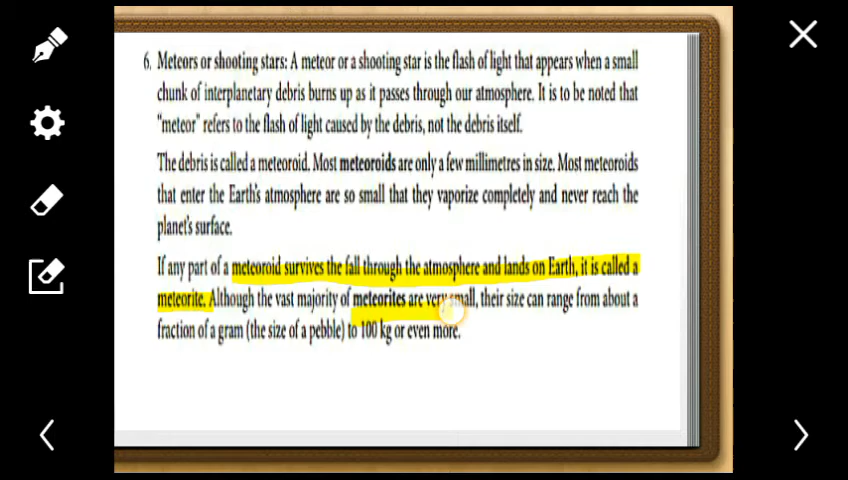 6. Meteors or shooting stars: A meteor or a shooting star is the flash of light that appears when a small
chunk of interplanetary debris burns up as it passes through our atmosphere. It is to be noted that
"meteor" refers to the flash of light caused by the debris, not the debris itself.
The debris is called a meteoroid. Most meteoroids are only a few millimetres in size. Most meteoroids
that enter the Earth's atmosphere are so small that they vaporize completely and never reach the
planet's surface.
If any part of a meteoroid survives the fall through the atmosphere and lands on Earth, it is called a
meteorite. Although the vast majority of meteorites are very small, their size can range from about a
fraction of a gram (the size of a pebble) to 100 kg or even more.